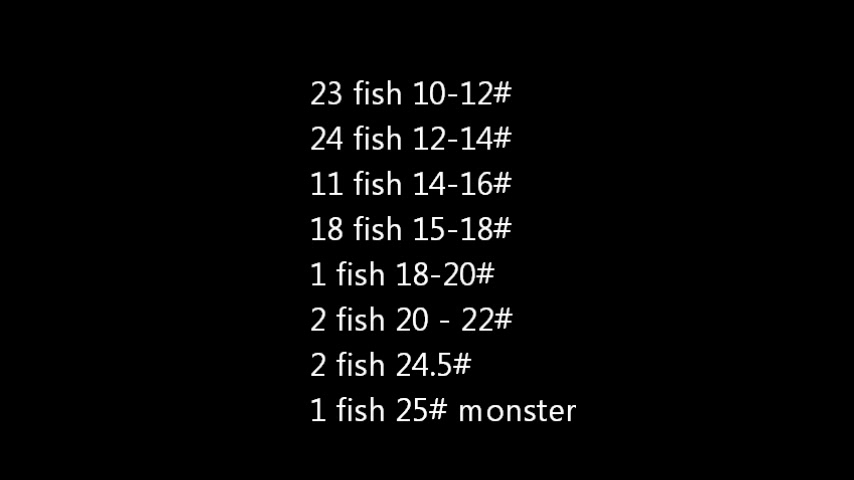 23 fish 10-12#
24 fish 12-14#
11 fish 14-16#
18 fish 15-18#
1 fish 18-20#
2 fish 20 - 22#
2 fish 24.5#
1 fish 25# monster